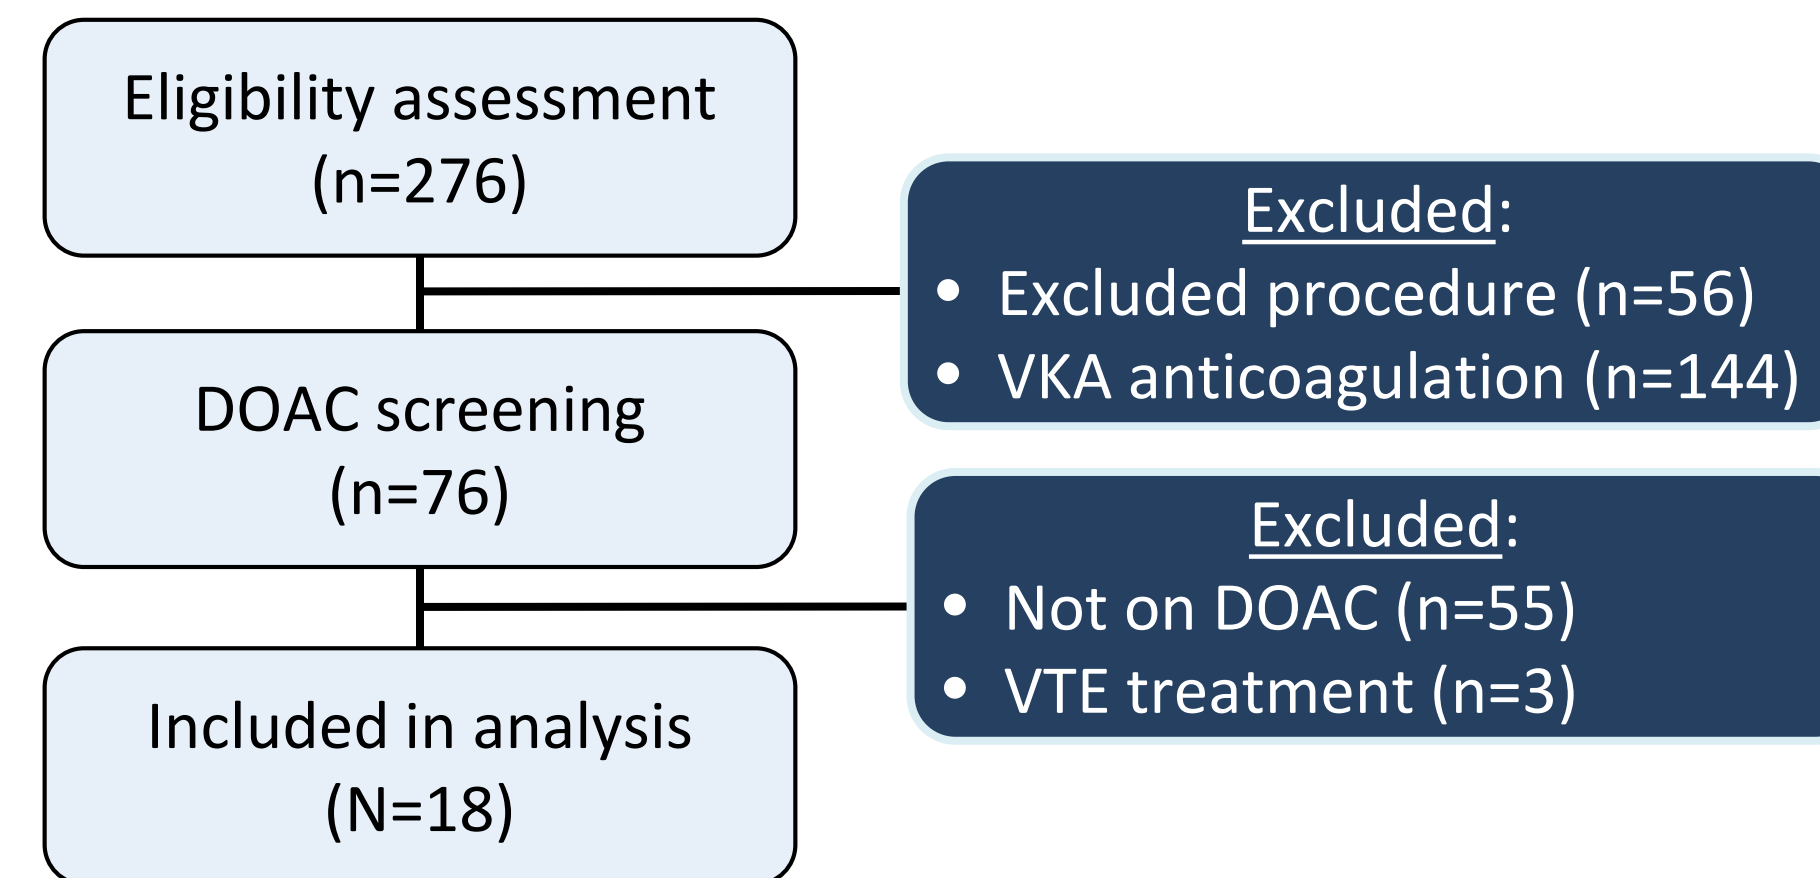 Eligibility assessment
(n=276)
Excluded:
• Excluded procedure (n=56)
• VKA anticoagulation (n=144)
DOAC screening
(n=76)
Excluded:
• Not on DOAC (n=55)
• VTE treatment (n=3)
Included in analysis
(N=18)